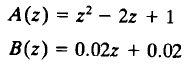 A(z) = z² − 2z + 1
B(z) = 0.02z + 0.02